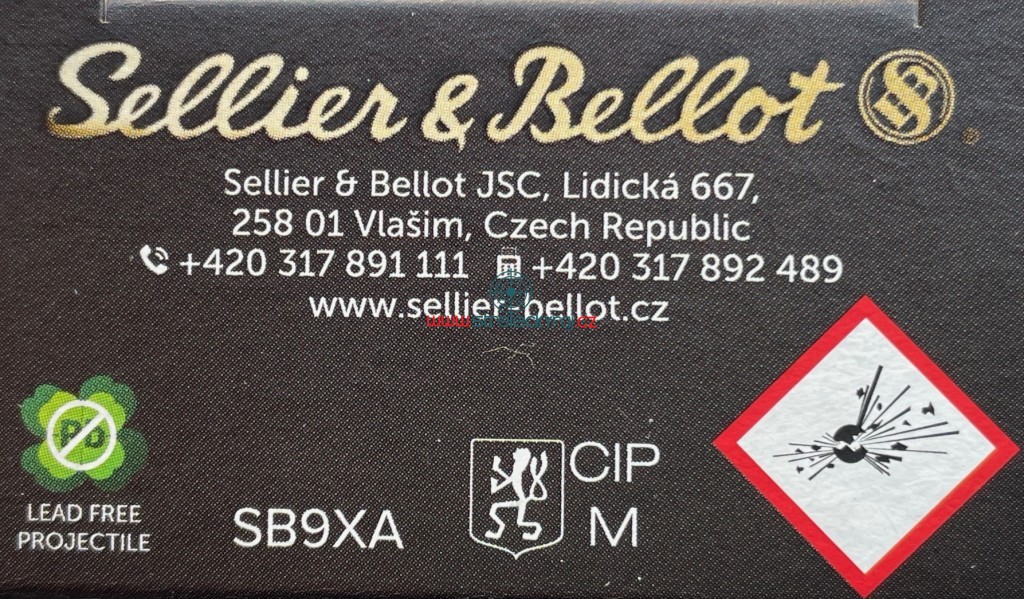 Sellier & Bellot
Sellier & Bellot JSC, Lidická 667,
258 01 Vlašim, Czech Republic
+420 317 891 111 +420 317 892 489
www.sellier-bellot.cz
Pb
LEAD FREE
PROJECTILE
SB9XA
CIP
M